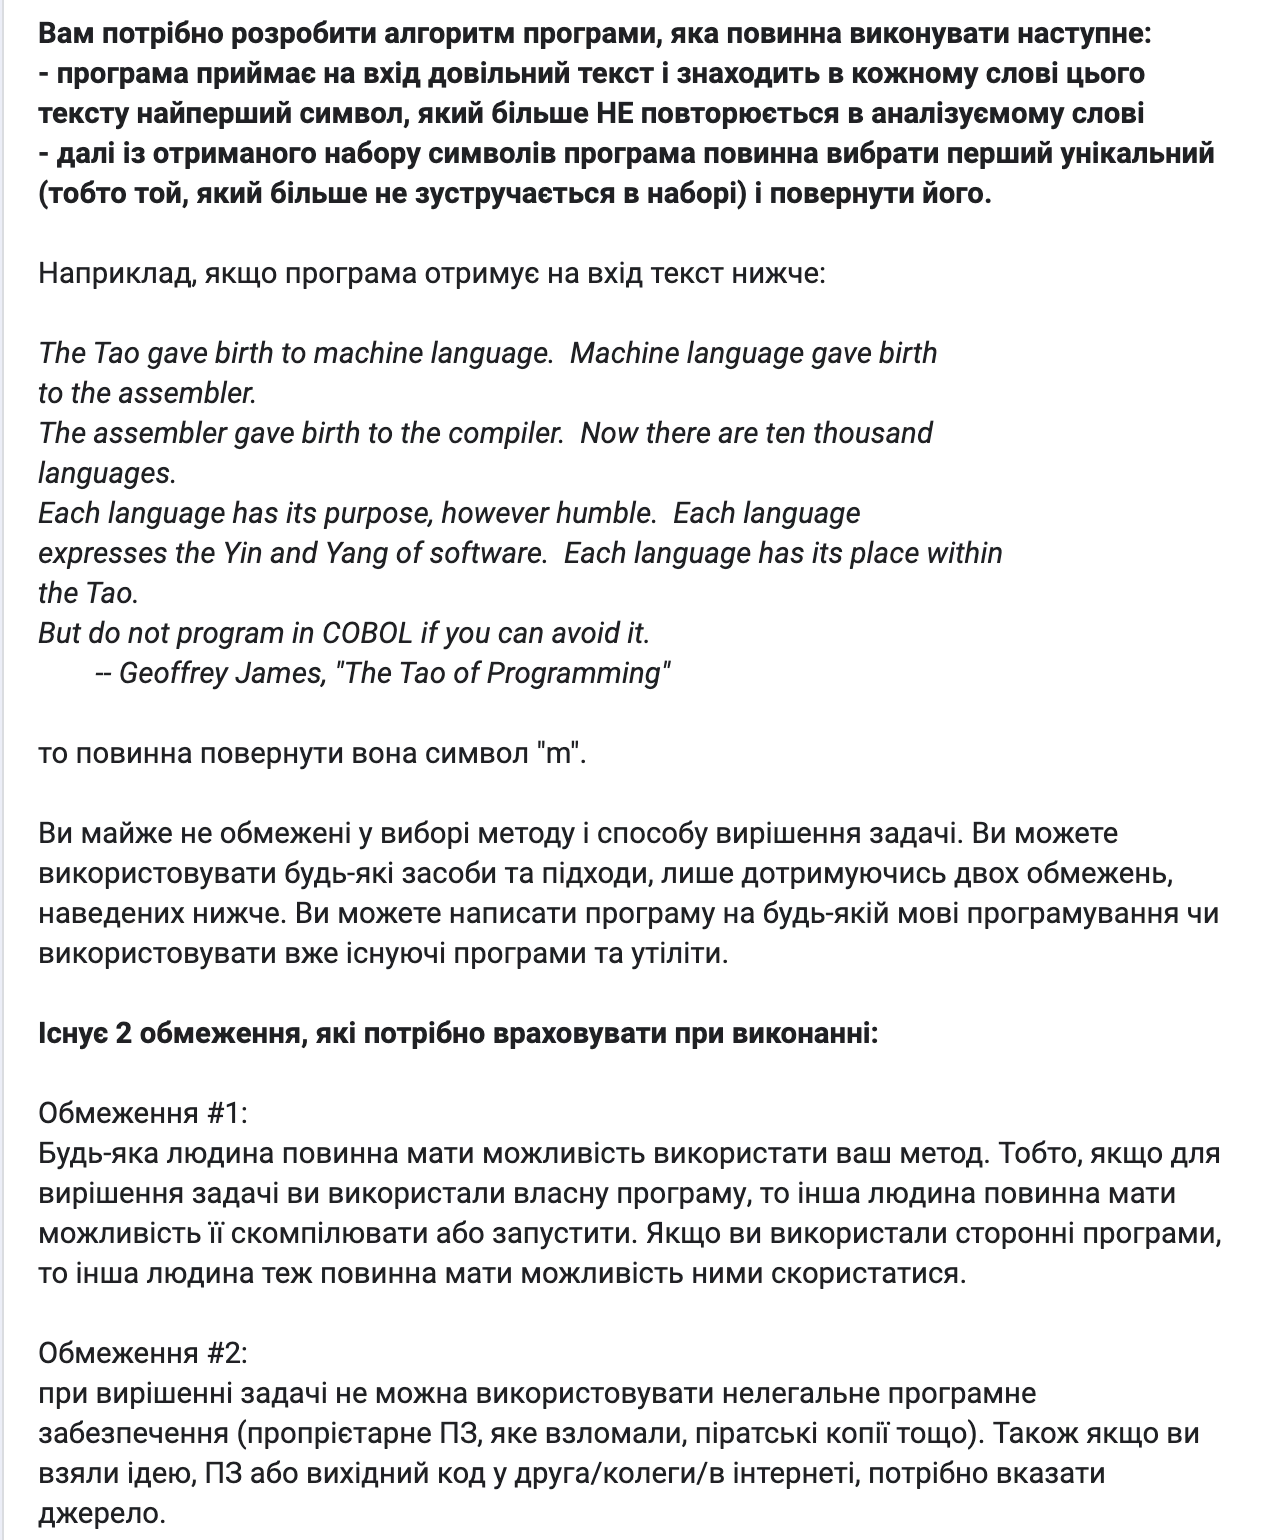 Вам потрібно розробити алгоритм програми, яка повинна виконувати наступне:
- програма приймає на вхід довільний текст і знаходить в кожному слові цього
тексту найперший символ, який більше НЕ повторюється в аналізуємому слові
- далі із отриманого набору символів програма повинна вибрати перший унікальний
(тобто той, який більше не зустрічається в наборі) і повернути його.
Наприклад, якщо програма отримує на вхід текст нижче:
The Tao gave birth to machine language.  Machine language gave birth
to the assembler.
The assembler gave birth to the compiler.  Now there are ten thousand
languages.
Each language has its purpose, however humble.  Each language
expresses the Yin and Yang of software.  Each language has its place within
the Tao.
But do not program in COBOL if you can avoid it.
-- Geoffrey James, "The Tao of Programming"
то повинна повернути вона символ "m".
Ви майже не обмежені у виборі методу і способу вирішення задачі. Ви можете
використовувати будь-які засоби та підходи, лише дотримуючись двох обмежень,
наведених нижче. Ви можете написати програму на будь-якій мові програмування чи
використовувати вже існуючі програми та утіліти.
Існує 2 обмеження, які потрібно враховувати при виконанні:
Обмеження #1:
Будь-яка людина повинна мати можливість використати ваш метод. Тобто, якщо для
вирішення задачі ви використали власну програму, то інша людина повинна мати
можливість її скомпілювати або запустити. Якщо ви використали сторонні програми,
то інша людина теж повинна мати можливість ними скористатися.
Обмеження #2:
при вирішенні задачі не можна використовувати нелегальне програмне
забезпечення (пропрієтарне ПЗ, яке взломали, піратські копії тощо). Також якщо ви
взяли ідею, ПЗ або вихідний код у друга/колеги/в інтернеті, потрібно вказати
джерело.